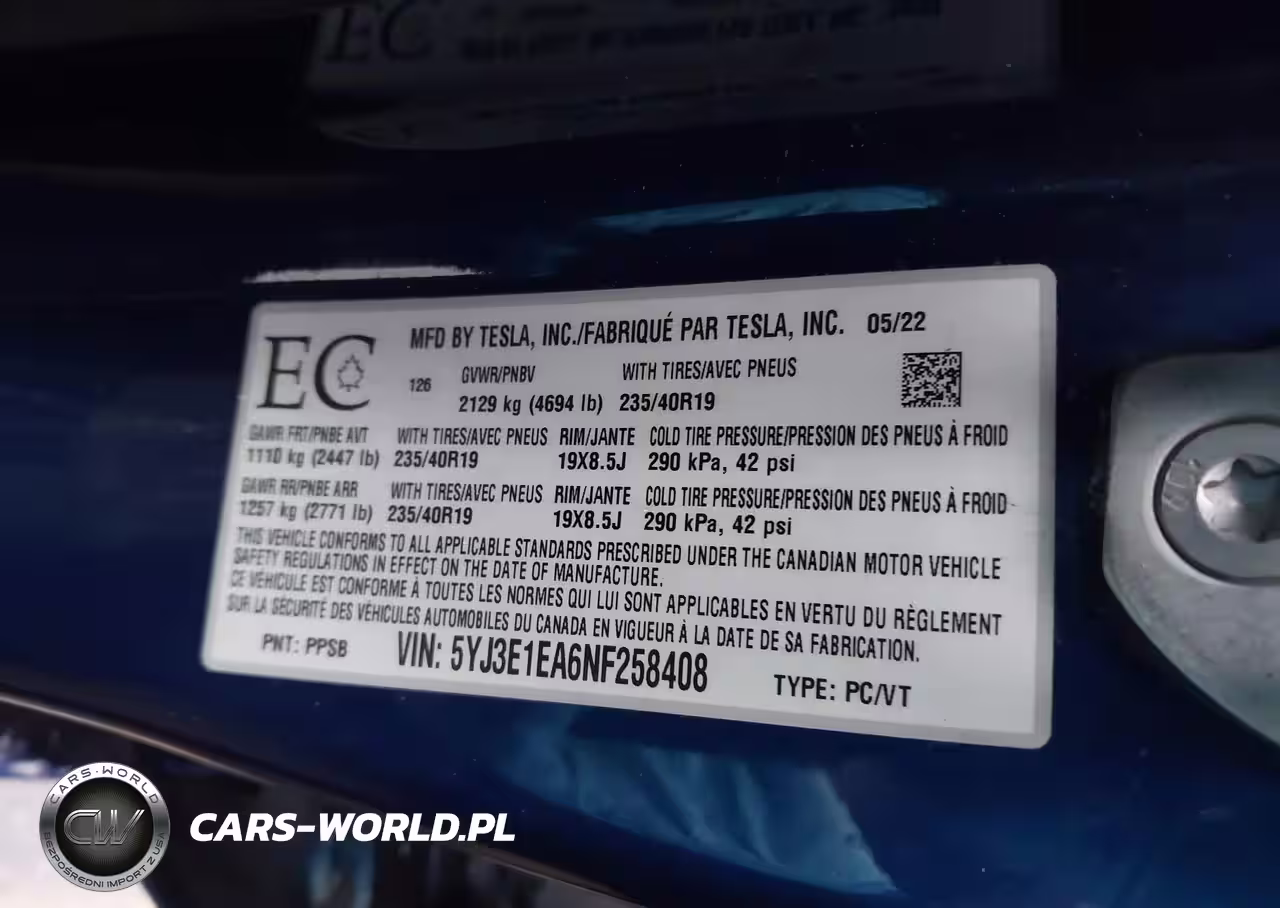 EC
MFD BY TESLA, INC./FABRIQUÉ PAR TESLA, INC. 05/22
126 GVWR/PNBV WITH TIRES/AVEC PNEUS
2129 kg (4694 lb) 235/40R19
GAWR FRT/PNBE AVT WITH TIRES/AVEC PNEUS RIM/JANTE COLD TIRE PRESSURE/PRESSION DES PNEUS À FROID
1110 kg (2447 lb) 235/40R19 19X8.5J 290 kPa, 42 psi
GAWR RR/PNBE ARR WITH TIRES/AVEC PNEUS RIM/JANTE COLD TIRE PRESSURE/PRESSION DES PNEUS À FROID
1257 kg (2771 lb) 235/40R19 19X8.5J 290 kPa, 42 psi
THIS VEHICLE CONFORMS TO ALL APPLICABLE STANDARDS PRESCRIBED UNDER THE CANADIAN MOTOR VEHICLE
SAFETY REGULATIONS IN EFFECT ON THE DATE OF MANUFACTURE.
CE VÉHICULE EST CONFORME À TOUTES LES NORMES QUI LUI SONT APPLICABLES EN VERTU DU RÈGLEMENT
SUR LA SÉCURITÉ DES VÉHICULES AUTOMOBILES DU CANADA EN VIGUEUR À LA DATE DE SA FABRICATION.
PNT: PPSB VIN: 5YJ3E1EA6NF258408 TYPE: PC/VT
CARS-WORLD
CW
BEZPOŚREDNI IMPORT Z USA
CARS-WORLD.PL